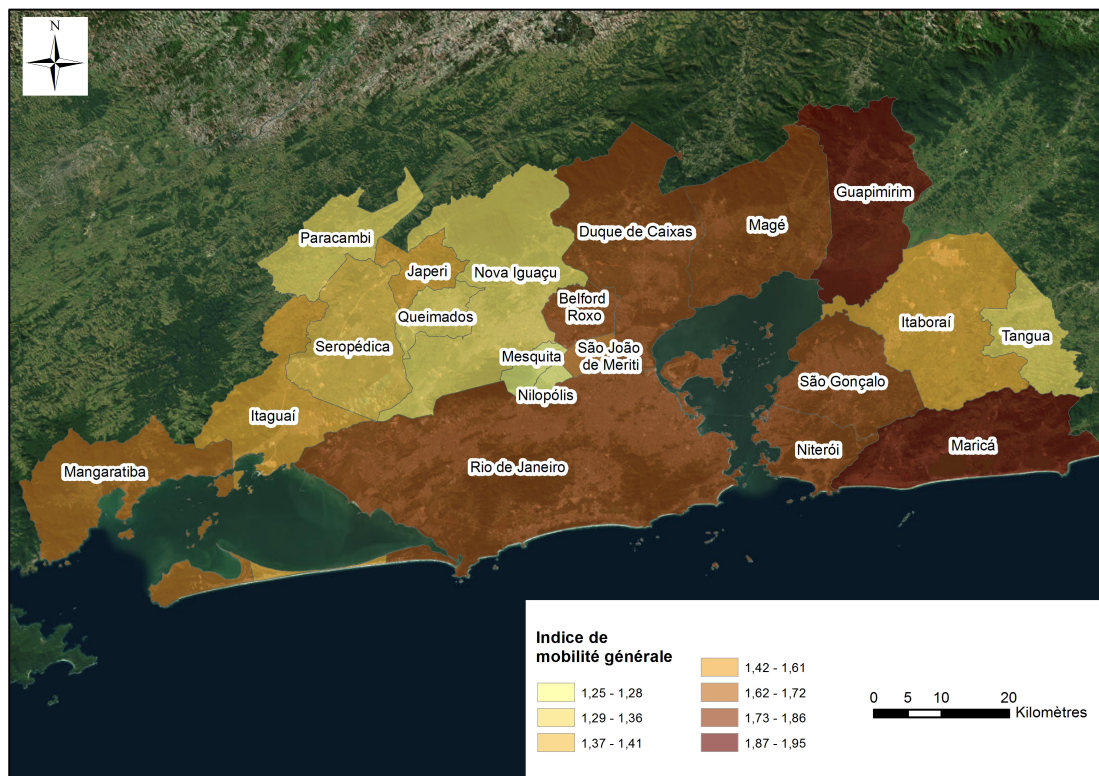 N
Guapimirim
Paracambi
Duque de Caixas
Magé
Japeri
Nova Iguaçu
Belford
Roxo
Queimados
Itaboraí
Seropédica
Tangua
Mesquita
São João
de Meriti
São Gonçalo
Nilopólis
Itaguaí
Mangaratiba
Rio de Janeiro
Niterói
Maricá
Indice de
mobilité générale
1,25 - 1,28
1,29 - 1,36
1,37 - 1,41
1,42 - 1,61
1,62 - 1,72
1,73 - 1,86
1,87 - 1,95
0 5 10 20
Kilomètres